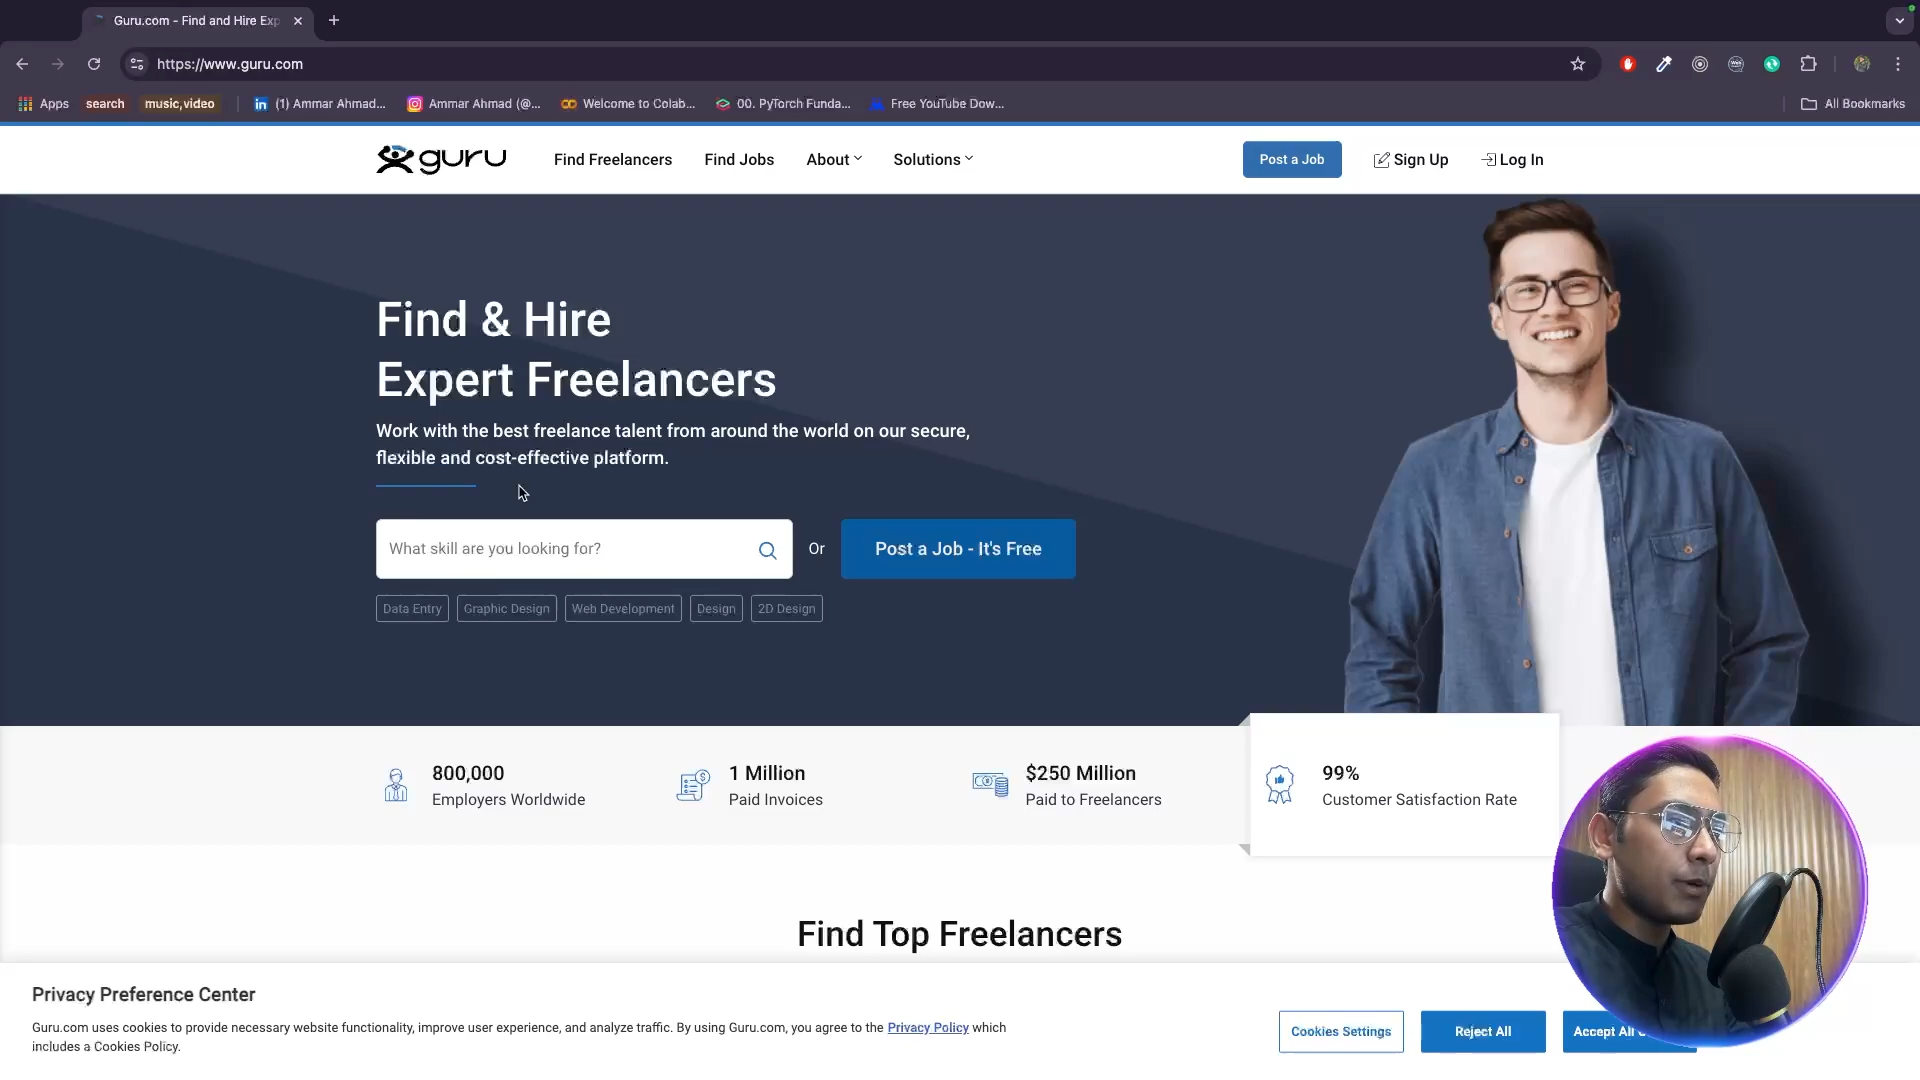 Guru.com - Find and Hire Exp
https://www.guru.com
Apps
search
music,video
(1) Ammar Ahmad...
Ammar Ahmad (@...
Welcome to Colab...
00. PyTorch Funda...
Free YouTube Dow...
All Bookmarks
guru
Find Freelancers
Find Jobs
About
Solutions
Post a Job
Sign Up
Log In
Find & Hire
Expert Freelancers
Work with the best freelance talent from around the world on our secure,
flexible and cost-effective platform.
What skill are you looking for?
Or
Post a Job - It's Free
Data Entry
Graphic Design
Web Development
Design
2D Design
800,000
Employers Worldwide
1 Million
Paid Invoices
$250 Million
Paid to Freelancers
99%
Customer Satisfaction Rate
Find Top Freelancers
Privacy Preference Center
Guru.com uses cookies to provide necessary website functionality, improve user experience, and analyze traffic. By using Guru.com, you agree to the Privacy Policy which
includes a Cookies Policy.
Cookies Settings
Reject All
Accept All